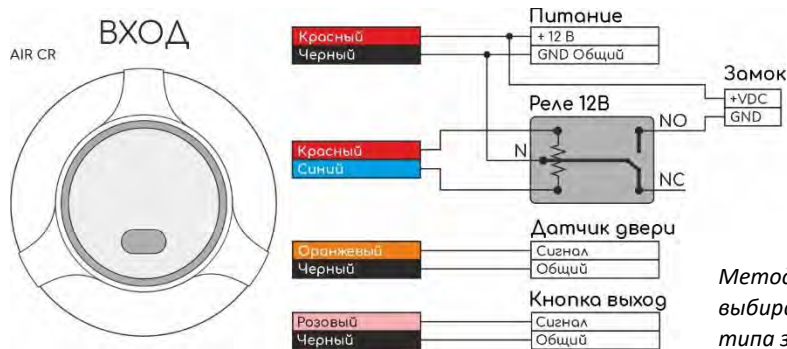 ВХОД
AIR CR
Красный
Черный
Питание
+ 12 В
GND Общий
Замок
+VDC
GND
Реле 12В
NO
N
NC
Красный
Синий
Датчик двери
Оранжевый
Черный
Сигнал
Общий
Кнопка выход
Розовый
Черный
Сигнал
Общий
типа з